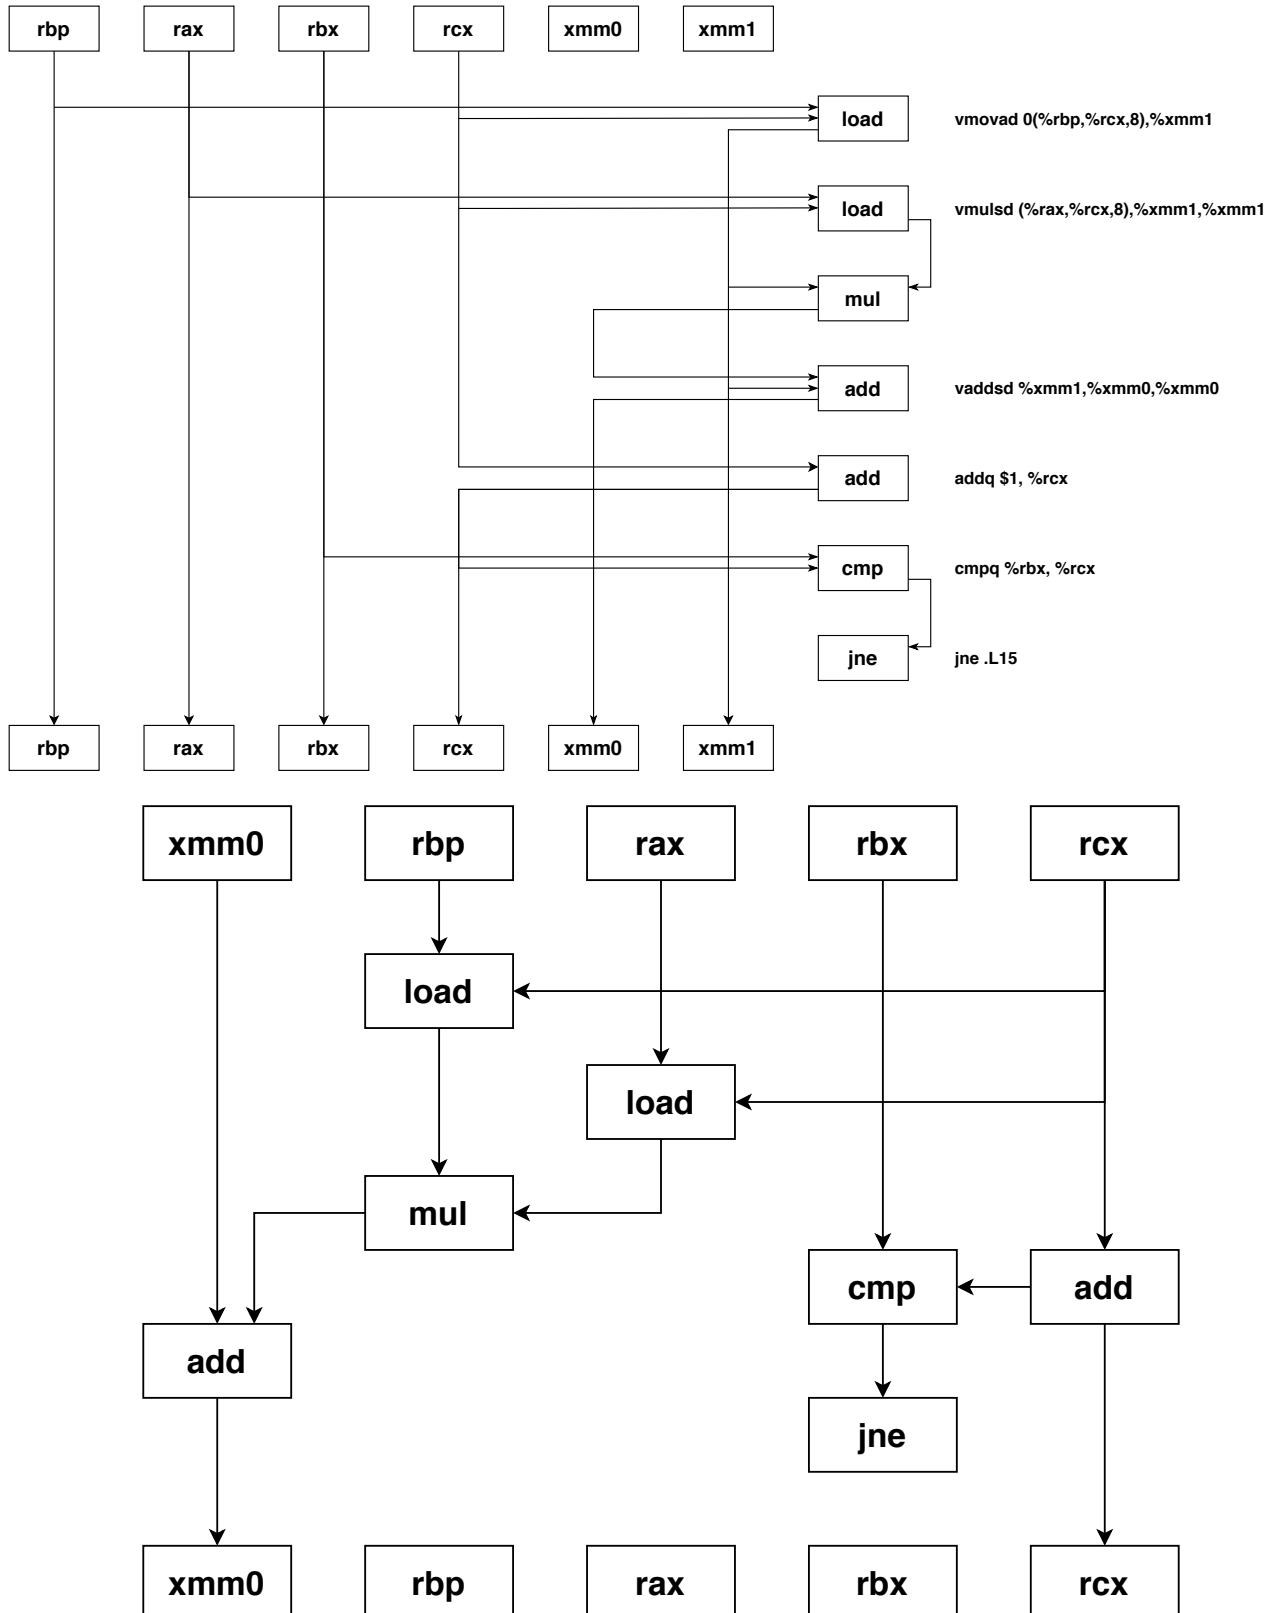 rbp rax rbx rcx xmm0 xmm1
load vmovad 0(%rbp,%rcx,8),%xmm1
load vmulsd (%rax,%rcx,8),%xmm1,%xmm1
mul
add vaddsd %xmm1,%xmm0,%xmm0
add addq $1, %rcx
cmp cmpq %rbx, %rcx
jne jne .L15
rbp rax rbx rcx xmm0 xmm1
xmm0 rbp rax rbx rcx
load
load
mul
cmp add
add
jne
xmm0 rbp rax rbx rcx